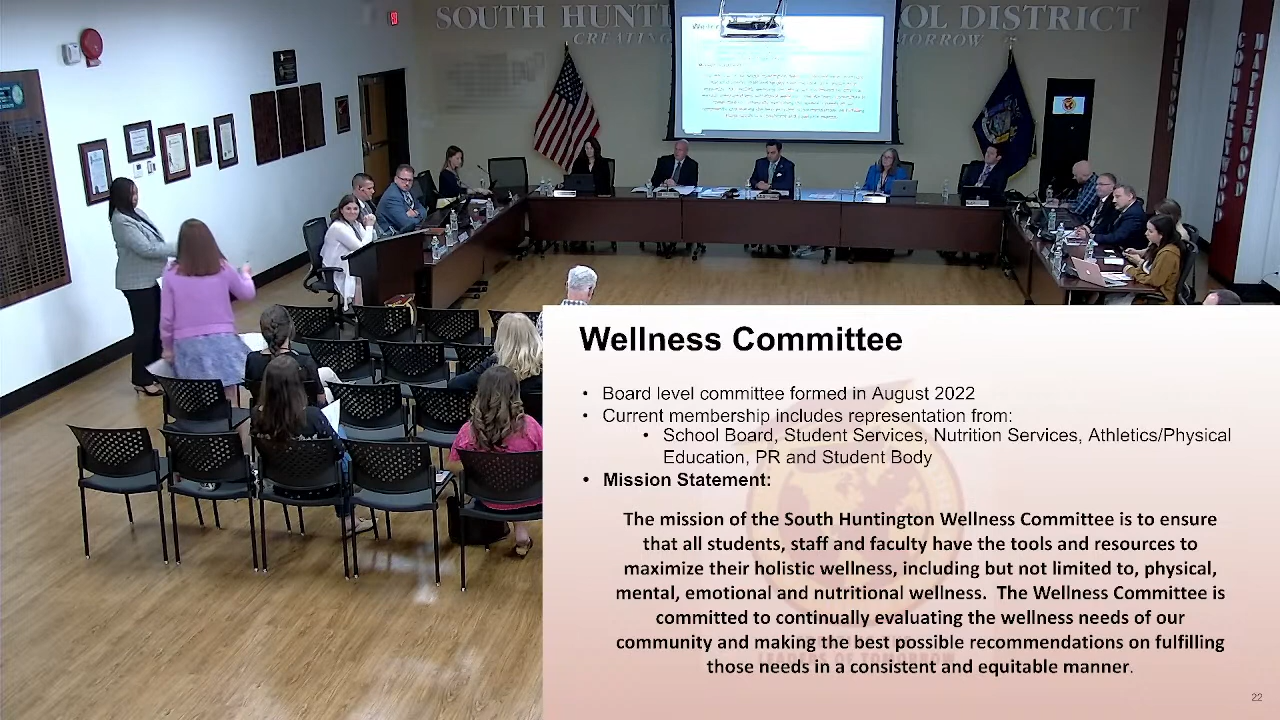 SOUTH HUNTI
OL DISTRICT
CREATIN
MORROW
MAPLEWOOD
Wellness Committee
• Board level committee formed in August 2022
• Current membership includes representation from:
• School Board, Student Services, Nutrition Services, Athletics/Physical
Education, PR and Student Body
• Mission Statement:
The mission of the South Huntington Wellness Committee is to ensure
that all students, staff and faculty have the tools and resources to
maximize their holistic wellness, including but not limited to, physical,
mental, emotional and nutritional wellness. The Wellness Committee is
committed to continually evaluating the wellness needs of our
community and making the best possible recommendations on fulfilling
those needs in a consistent and equitable manner.
22